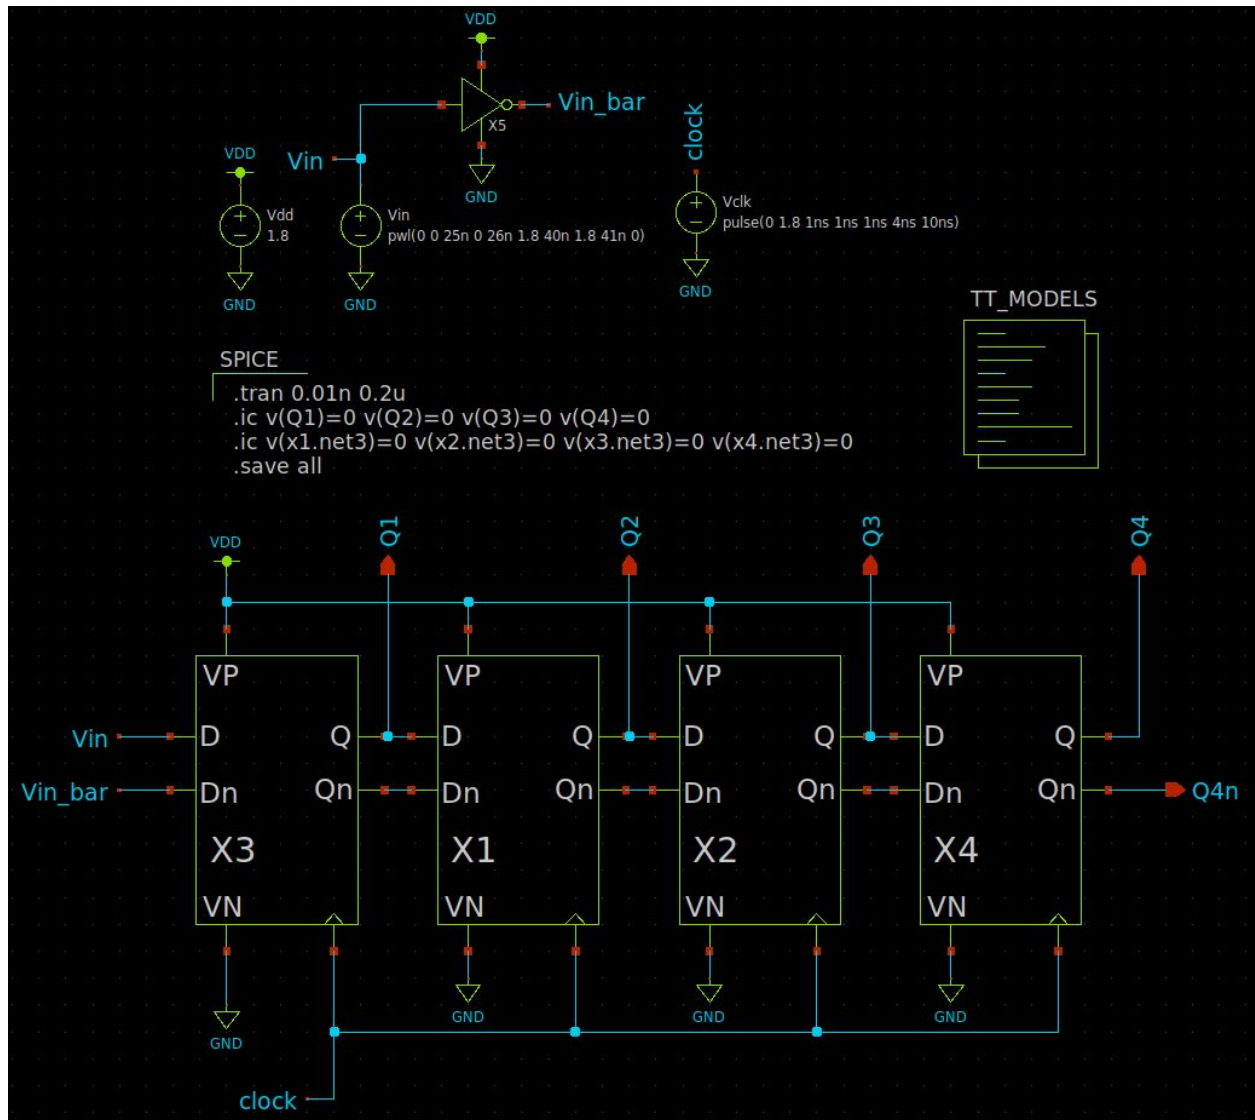 VDD
Vin_bar
X5
clock
VDD
Vin
GND
Vdd
1.8
Vin
pwl(0 0 25n 0 26n 1.8 40n 1.8 41n 0)
Vclk
pulse(0 1.8 1ns 1ns 1ns 4ns 10ns)
GND
GND
GND
TT_MODELS
SPICE
.tran 0.01n 0.2u
.ic v(Q1)=0 v(Q2)=0 v(Q3)=0 v(Q4)=0
.ic v(x1.net3)=0 v(x2.net3)=0 v(x3.net3)=0 v(x4.net3)=0
.save all
Q1
Q2
Q3
Q4
VDD
VP
VP
VP
VP
Vin
D
Q
D
Q
D
Q
D
Q
Vin_bar
Dn
Qn
Dn
Qn
Dn
Qn
Dn
Qn
Q4n
X3
X1
X2
X4
VN
VN
VN
VN
GND
GND
GND
GND
clock